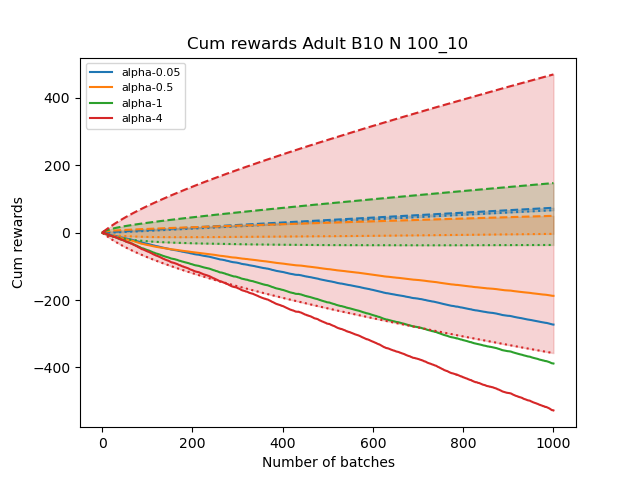 Cum rewards Adult B10 N 100_10
alpha-0.05
alpha-0.5
alpha-1
alpha-4
400
200
0
−200
−400
Cum rewards
0 200 400 600 800 1000
Number of batches